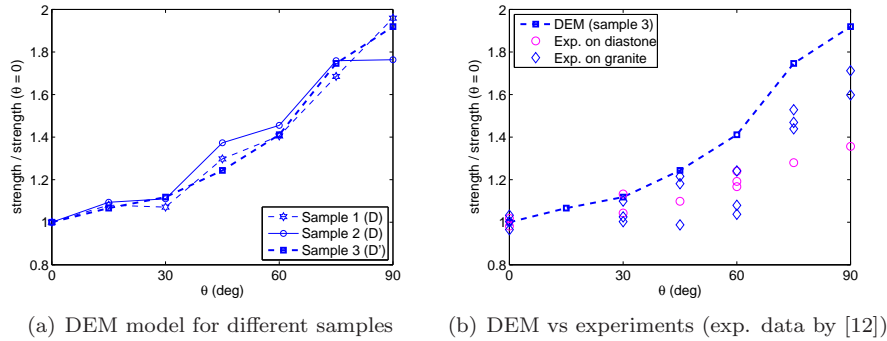 2
1.8
1.6
1.4
1.2
1
0.8
0
30
60
90
θ (deg)
strength / strength (θ = 0)
Sample 1 (D)
Sample 2 (D)
Sample 3 (D')
(a) DEM model for different samples
2
1.8
1.6
1.4
1.2
1
0.8
0
30
60
90
θ (deg)
strength / strength (θ = 0)
DEM (sample 3)
Exp. on diastone
Exp. on granite
(b) DEM vs experiments (exp. data by [12])